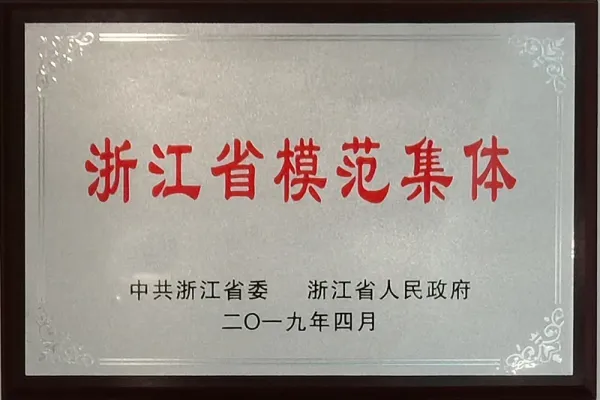 浙江省模范集体
中共浙江省委 浙江省人民政府
二〇一九年四月